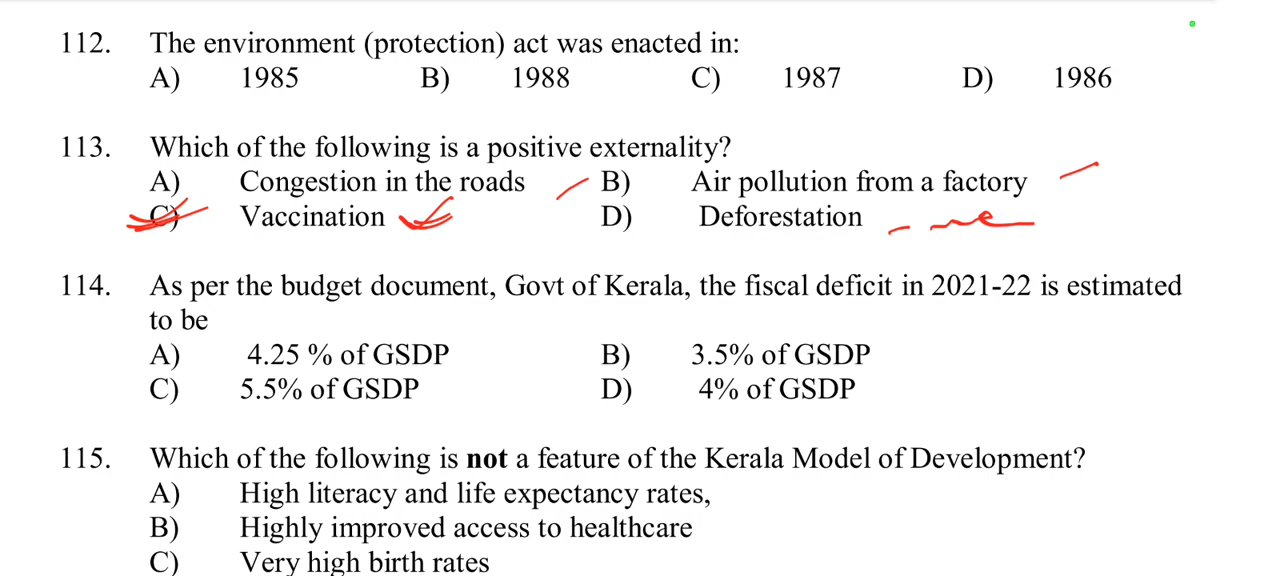 112. The environment (protection) act was enacted in:
A) 1985 B) 1988 C) 1987 D) 1986
113. Which of the following is a positive externality?
A) Congestion in the roads B) Air pollution from a factory
C) Vaccination D) Deforestation - -ve
114. As per the budget document, Govt of Kerala, the fiscal deficit in 2021-22 is estimated
to be
A) 4.25 % of GSDP B) 3.5% of GSDP
C) 5.5% of GSDP D) 4% of GSDP
115. Which of the following is not a feature of the Kerala Model of Development?
A) High literacy and life expectancy rates,
B) Highly improved access to healthcare
C) Very high birth rates